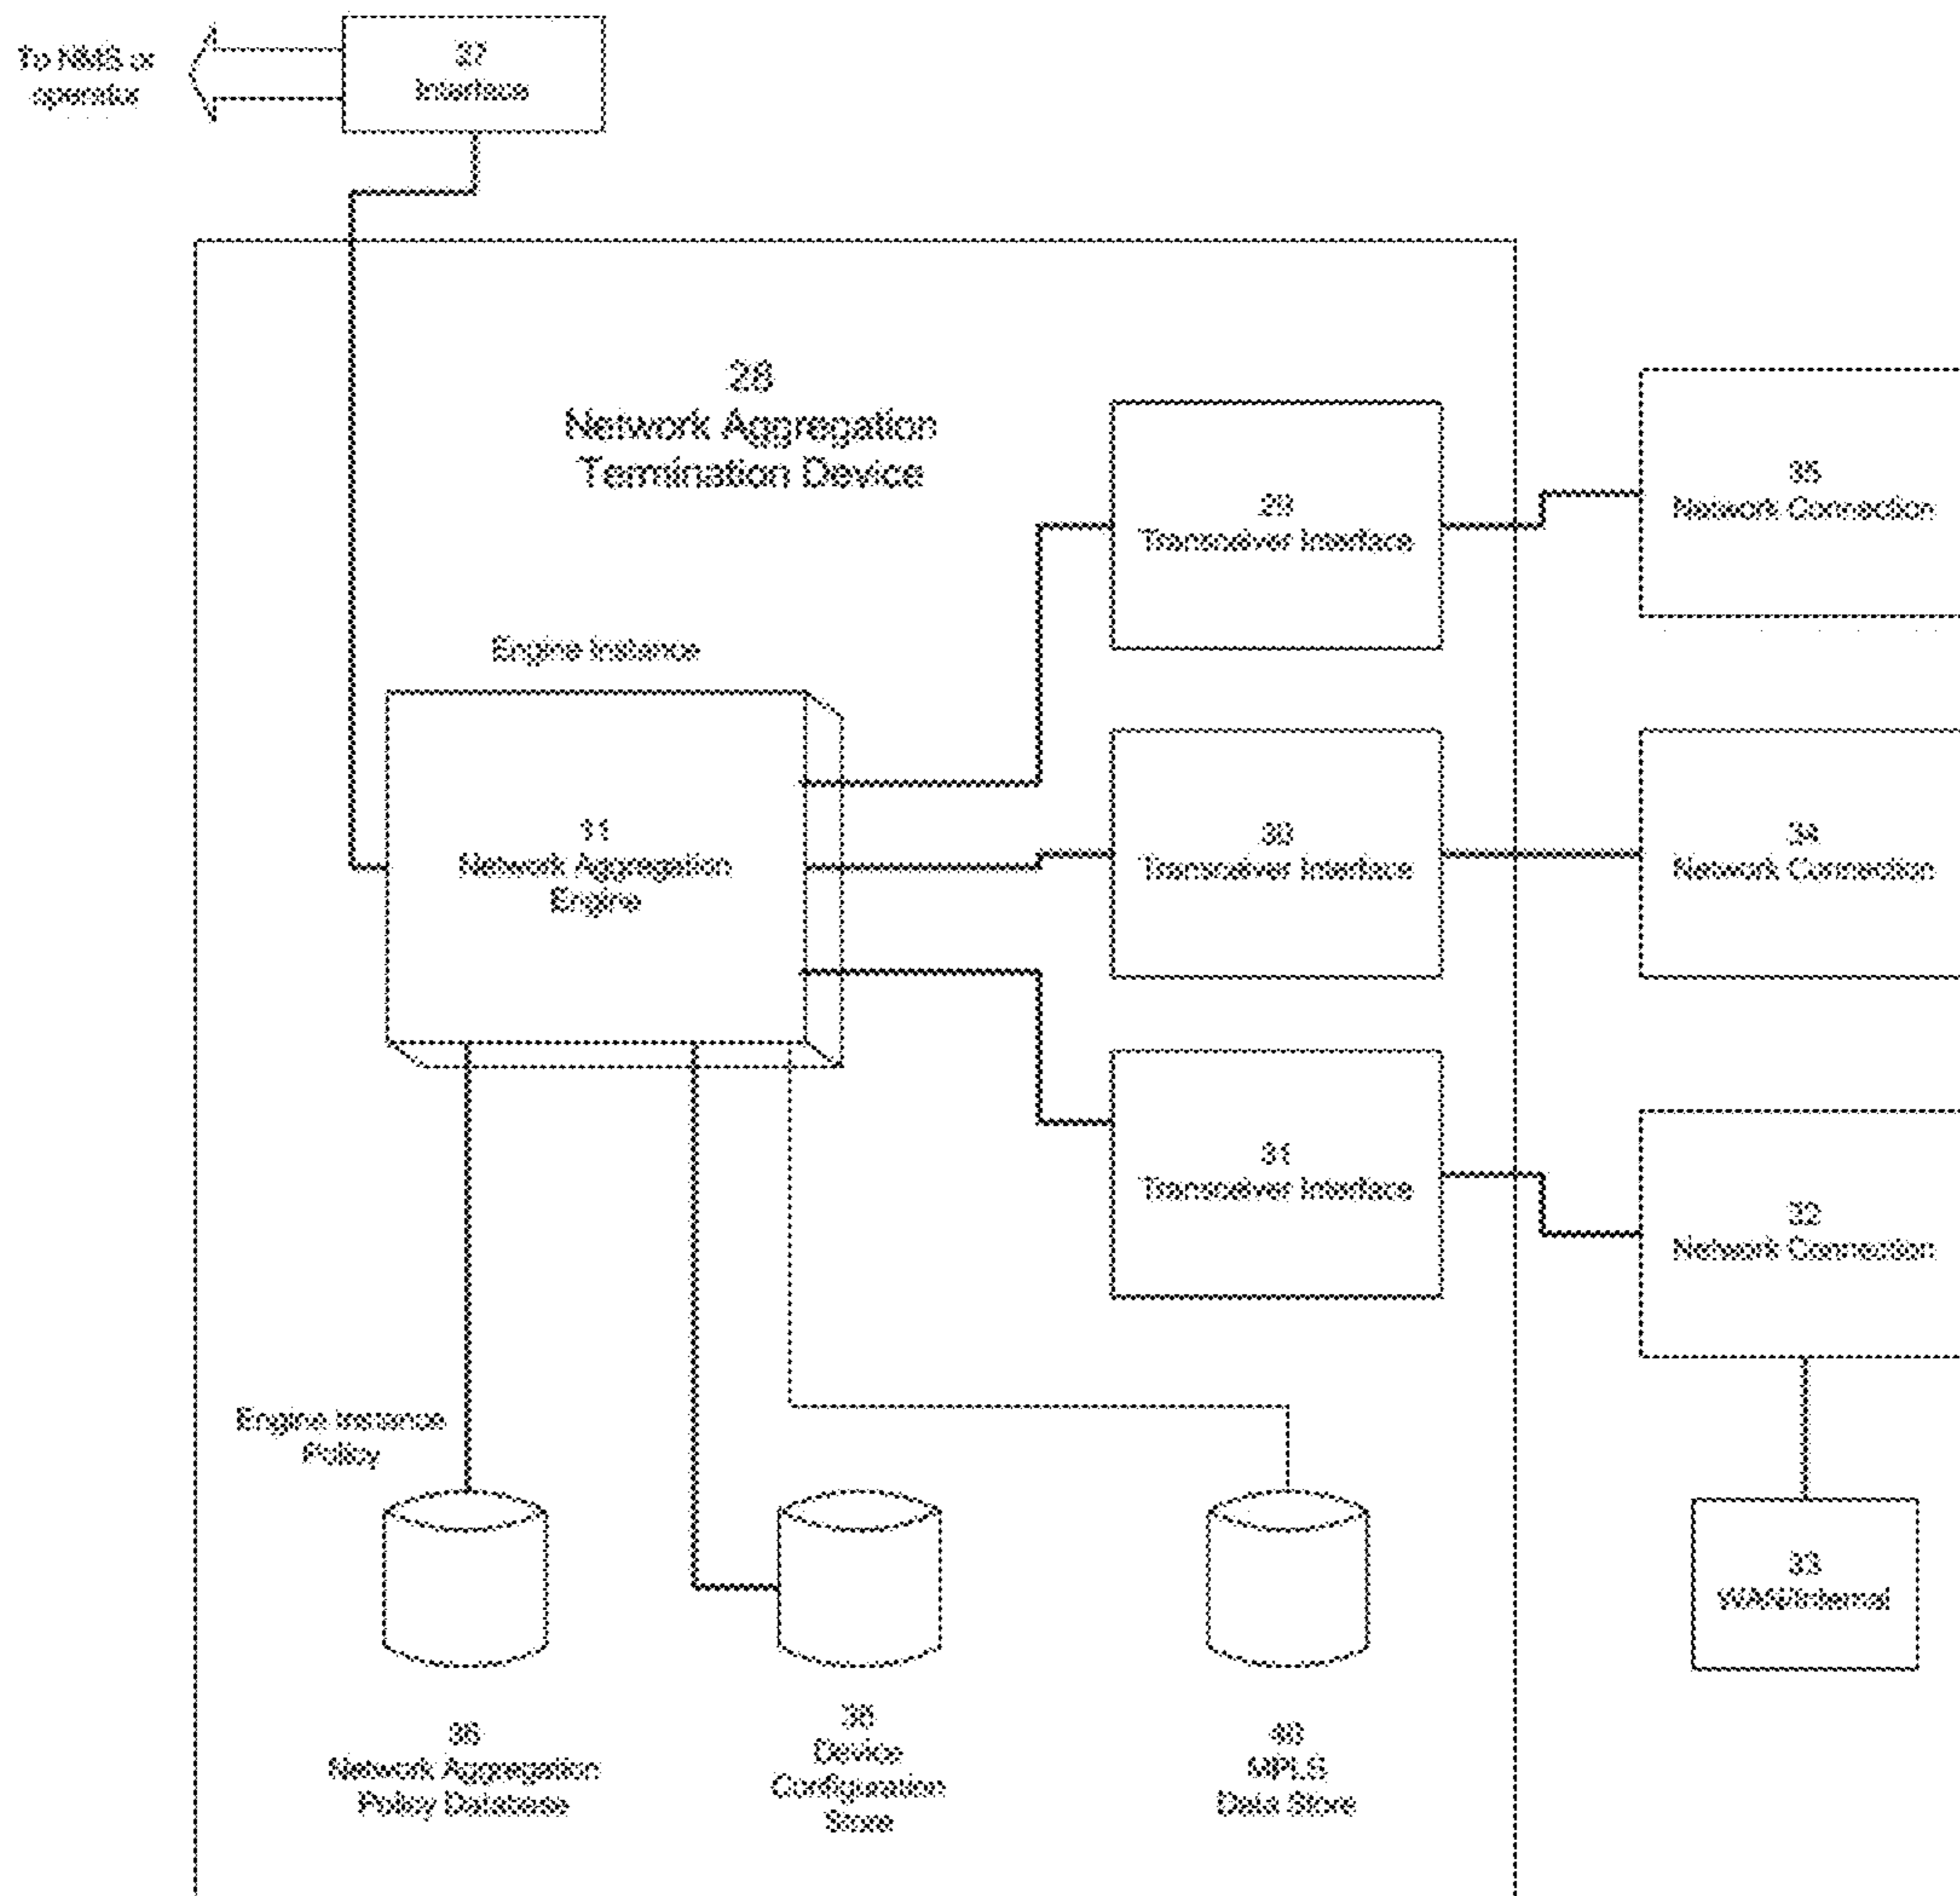 To NMS or
operator
37
Interface
28
Network Aggregation
Termination Device
29
Transceiver Interface
35
Network Connection
Engine Instance
11
Network Aggregation
Engine
30
Transceiver Interface
34
Network Connection
31
Transceiver Interface
32
Network Connection
Engine Instance
Policy
33
36
Network Aggregation
Policy Database
38
Device
Configuration
Store
40
MPLS
Data Store